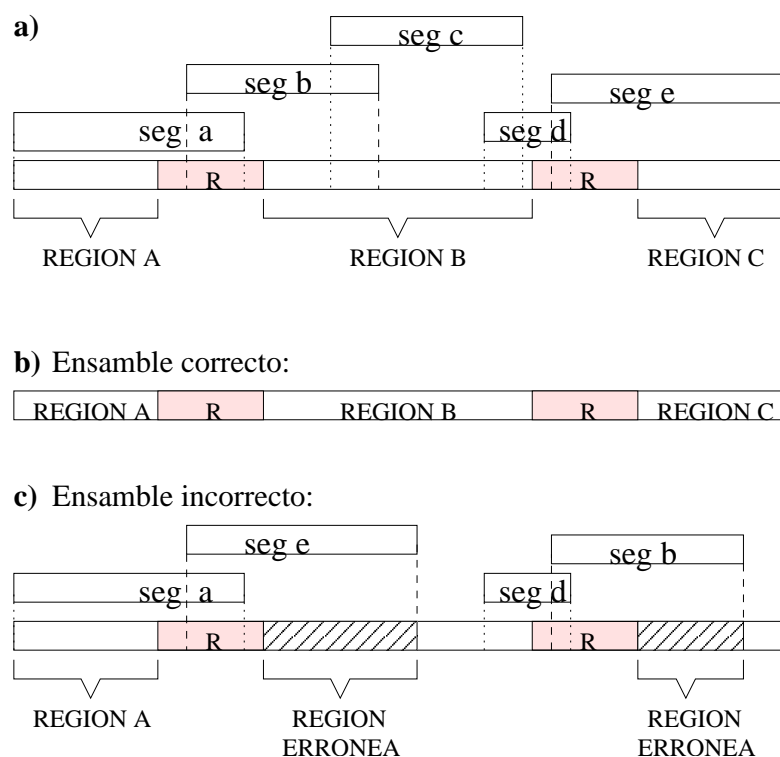 a)
seg c
seg b
seg e
seg a
seg d
R
R
REGION A
REGION B
REGION C
b) Ensamble correcto:
REGION A
R
REGION B
R
REGION C
c) Ensamble incorrecto:
seg e
seg b
seg a
seg d
R
R
REGION A
REGION
ERRONEA
REGION
ERRONEA